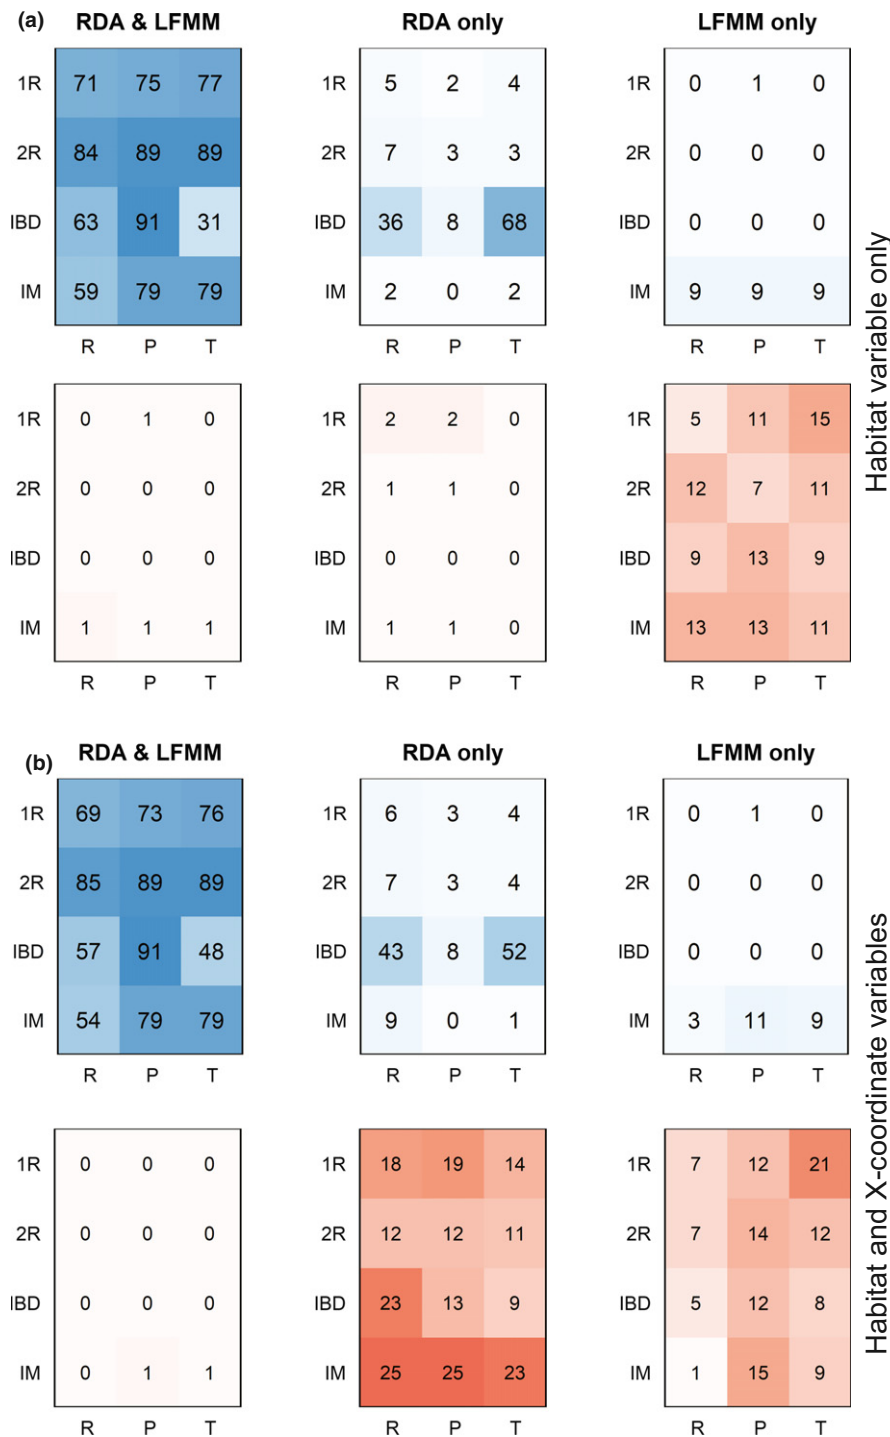 (a) RDA & LFMM RDA only LFMM only
1R 71 75 77 1R 5 2 4 1R 0 1 0
2R 84 89 89 2R 7 3 3 2R 0 0 0
IBD 63 91 31 IBD 36 8 68 IBD 0 0 0
IM 59 79 79 IM 2 0 2 IM 9 9 9
R P T R P T R P T
1R 0 1 0 1R 2 2 0 1R 5 11 15
2R 0 0 0 2R 1 1 0 2R 12 7 11
IBD 0 0 0 IBD 0 0 0 IBD 9 13 9
IM 1 1 1 IM 1 1 0 IM 13 13 11
R P T R P T R P T
Habitat variable only
(b) RDA & LFMM RDA only LFMM only
1R 69 73 76 1R 6 3 4 1R 0 1 0
2R 85 89 89 2R 7 3 4 2R 0 0 0
IBD 57 91 48 IBD 43 8 52 IBD 0 0 0
IM 54 79 79 IM 9 0 1 IM 3 11 9
R P T R P T R P T
1R 0 0 0 1R 18 19 14 1R 7 12 21
2R 0 0 0 2R 12 12 11 2R 7 14 12
IBD 0 0 0 IBD 23 13 9 IBD 5 12 8
IM 0 1 1 IM 25 25 23 IM 1 15 9
R P T R P T R P T
Habitat and X-coordinate variables